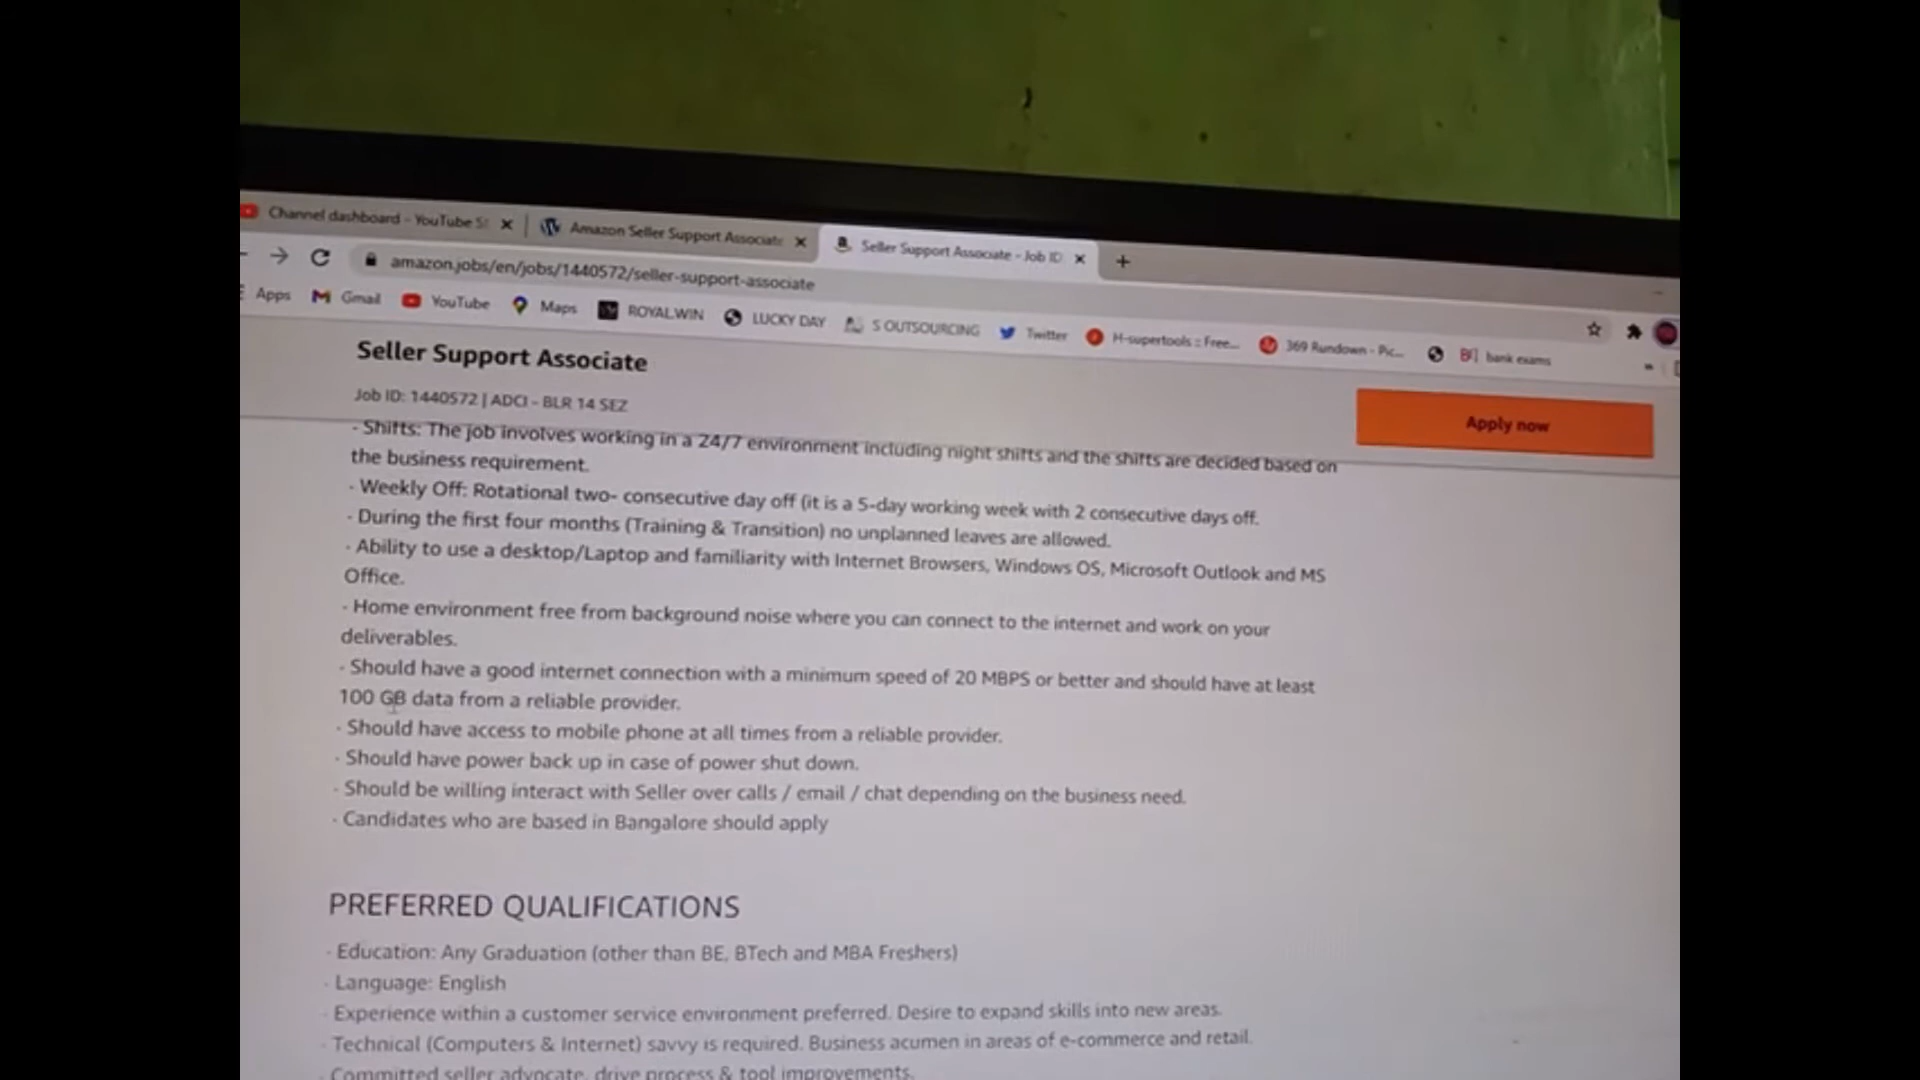 Channel dashboard - YouTube St
Amazon Seller Support Associate
Seller Support Associate - Job ID
amazon.jobs/en/jobs/1440572/seller-support-associate
Apps Gmail YouTube Maps ROYALWIN LUCKY DAY S OUTSOURCING Twitter H-supertools :: Free... 369 Rundown - Pic... bank exams
Seller Support Associate
Job ID: 1440572 | ADCI - BLR 14 SEZ
Apply now
- Shifts: The job involves working in a 24/7 environment including night shifts and the shifts are decided based on
the business requirement.
- Weekly Off: Rotational two- consecutive day off (it is a 5-day working week with 2 consecutive days off.
- During the first four months (Training & Transition) no unplanned leaves are allowed.
- Ability to use a desktop/Laptop and familiarity with Internet Browsers, Windows OS, Microsoft Outlook and MS
Office.
- Home environment free from background noise where you can connect to the internet and work on your
deliverables.
- Should have a good internet connection with a minimum speed of 20 MBPS or better and should have at least
100 GB data from a reliable provider.
- Should have access to mobile phone at all times from a reliable provider.
- Should have power back up in case of power shut down.
- Should be willing interact with Seller over calls / email / chat depending on the business need.
- Candidates who are based in Bangalore should apply
PREFERRED QUALIFICATIONS
- Education: Any Graduation (other than BE, BTech and MBA Freshers)
- Language: English
- Experience within a customer service environment preferred. Desire to expand skills into new areas.
- Technical (Computers & Internet) savvy is required. Business acumen in areas of e-commerce and retail.
- Committed seller advocate, drive process & tool improvements.